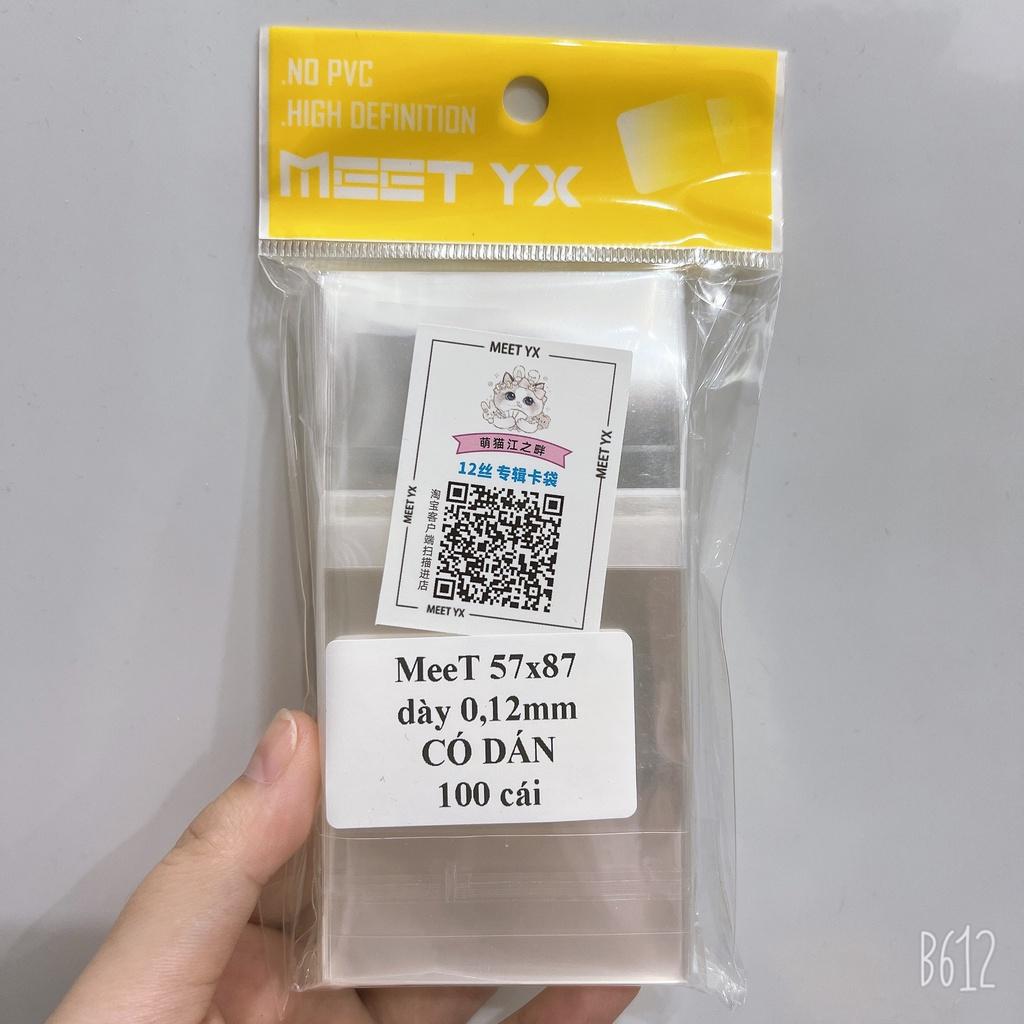 .NO PVC
.HIGH DEFINITION
MEET YX
MEET YX
萌猫江之畔
12丝 专辑卡袋
淘宝客户端扫描进店
MEET YX
MEET YX
MEET YX
MeeT 57x87
dày 0,12mm
CÓ DÁN
100 cái
B612